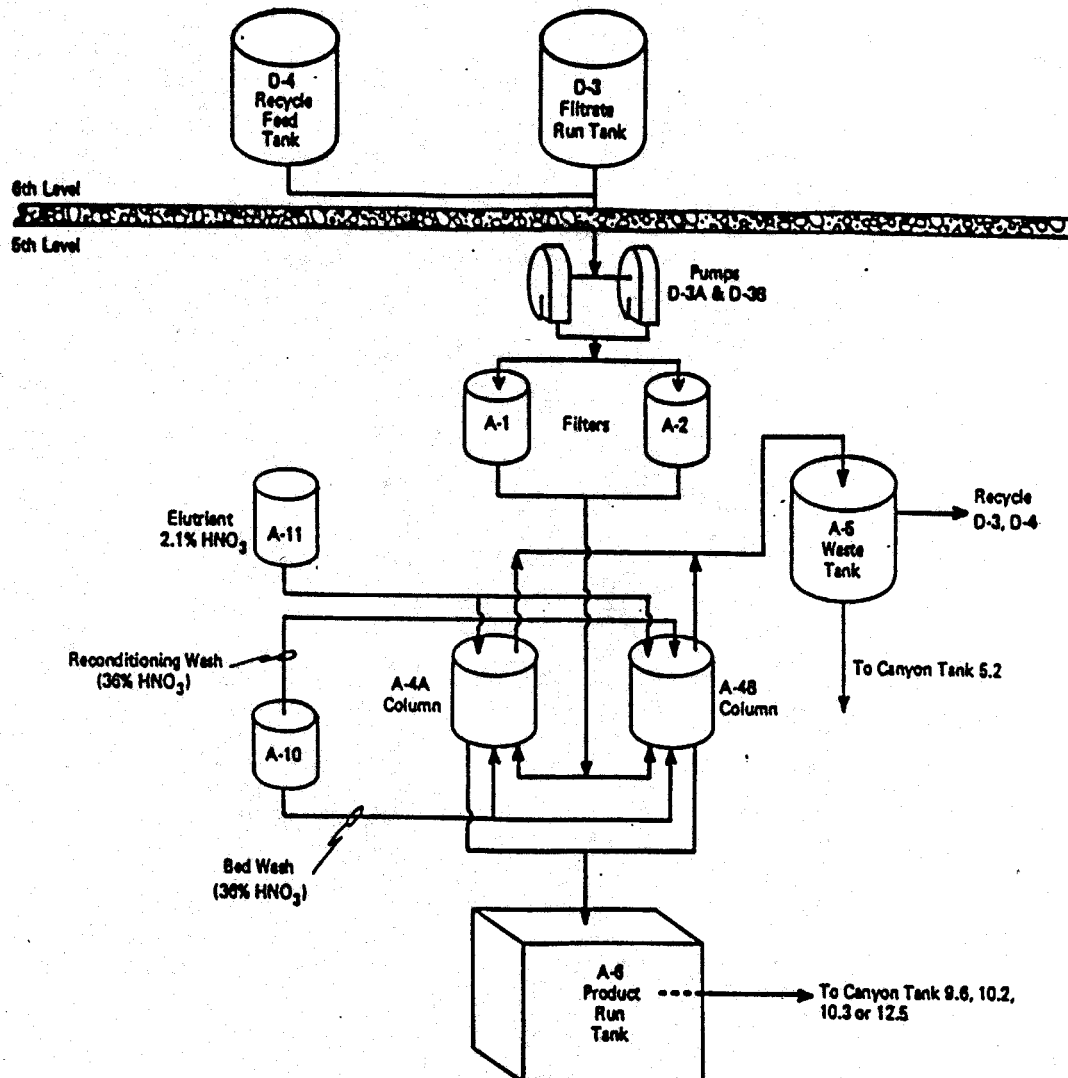 D-4
Recycle
Feed
Tank
D-3
Filtrate
Run Tank
6th Level
5th Level
Pumps
D-3A & D-3B
A-1
Filters
A-2
Elutrient
2.1% HNO3
A-11
A-5
Waste
Tank
Recycle
D-3, D-4
Reconditioning Wash
(36% HNO3)
A-4A
Column
A-4B
Column
To Canyon Tank 5.2
A-10
Bed Wash
(36% HNO3)
A-6
Product
Run
Tank
To Canyon Tank 9.6, 10.2,
10.3 or 12.5